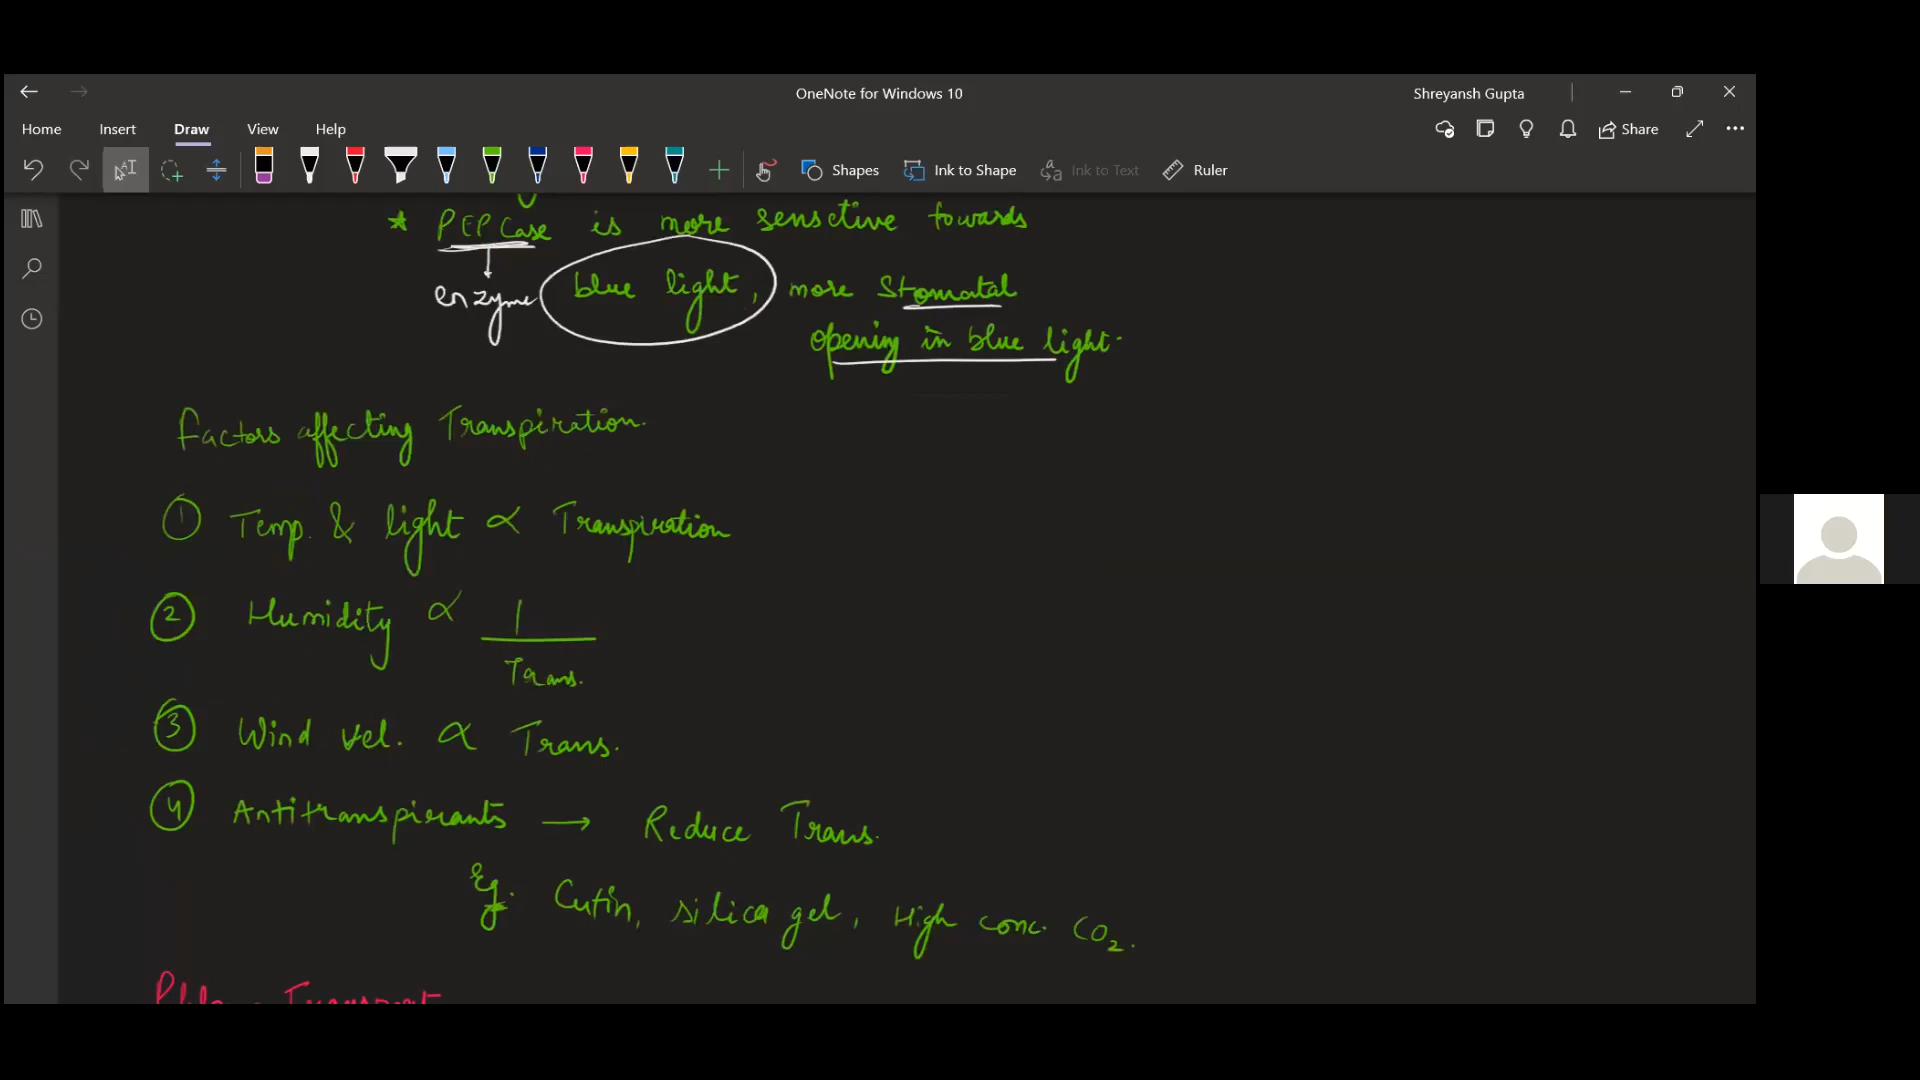 OneNote for Windows 10
Shreyansh Gupta
Home Insert Draw View Help
Share
Shapes Ink to Shape Ink to Text Ruler
★ PEPCase is more sensetive towards
enzyme blue light, more Stomatal
opening in blue light.
Factors affecting Transpiration.
① Temp. & light ∝ Transpiration
② Humidity ∝ 1
Trans.
③ Wind vel. ∝ Trans.
④ Antitranspirants → Reduce Trans.
Eg. Cutin, silica gel, High conc. CO₂.
Transport